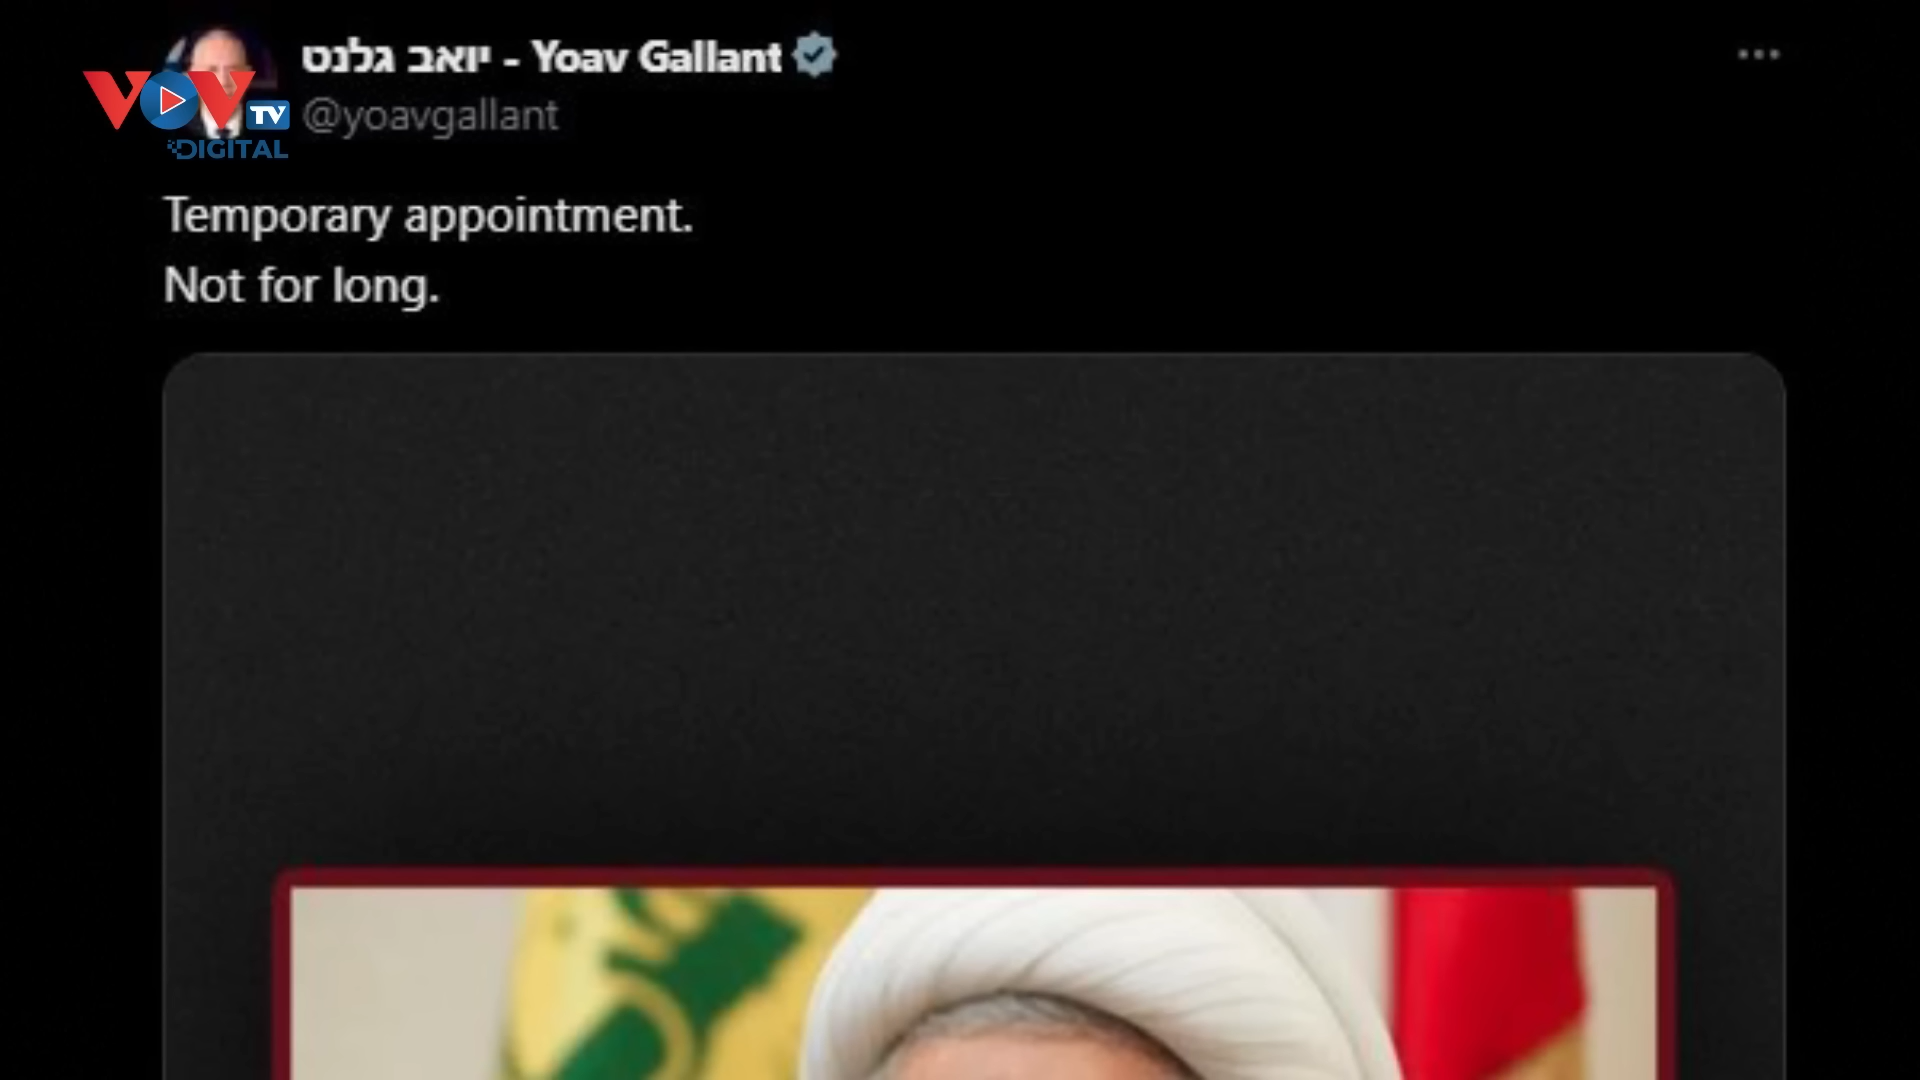 יואב גלנט - Yoav Gallant
@yoavgallant
VOV TV
DIGITAL
Temporary appointment.
Not for long.